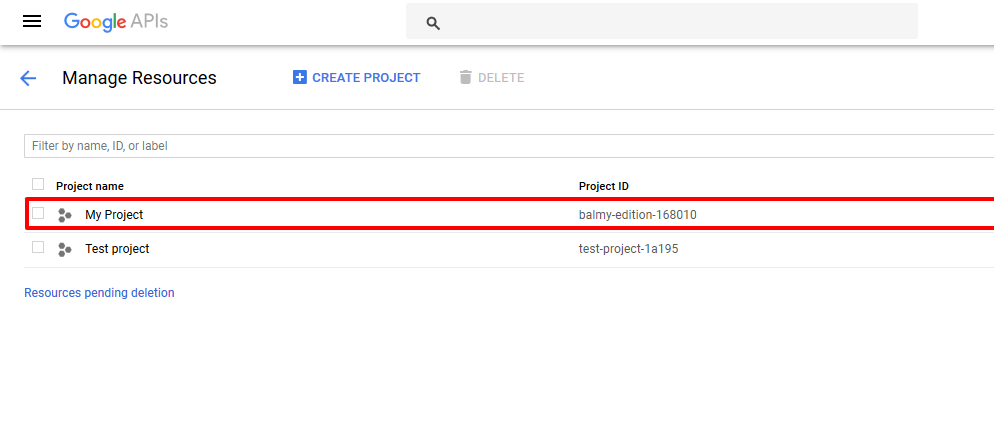 Google APIs
Manage Resources CREATE PROJECT DELETE
Filter by name, ID, or label
Project name Project ID
My Project balmy-edition-168010
Test project test-project-1a195
Resources pending deletion